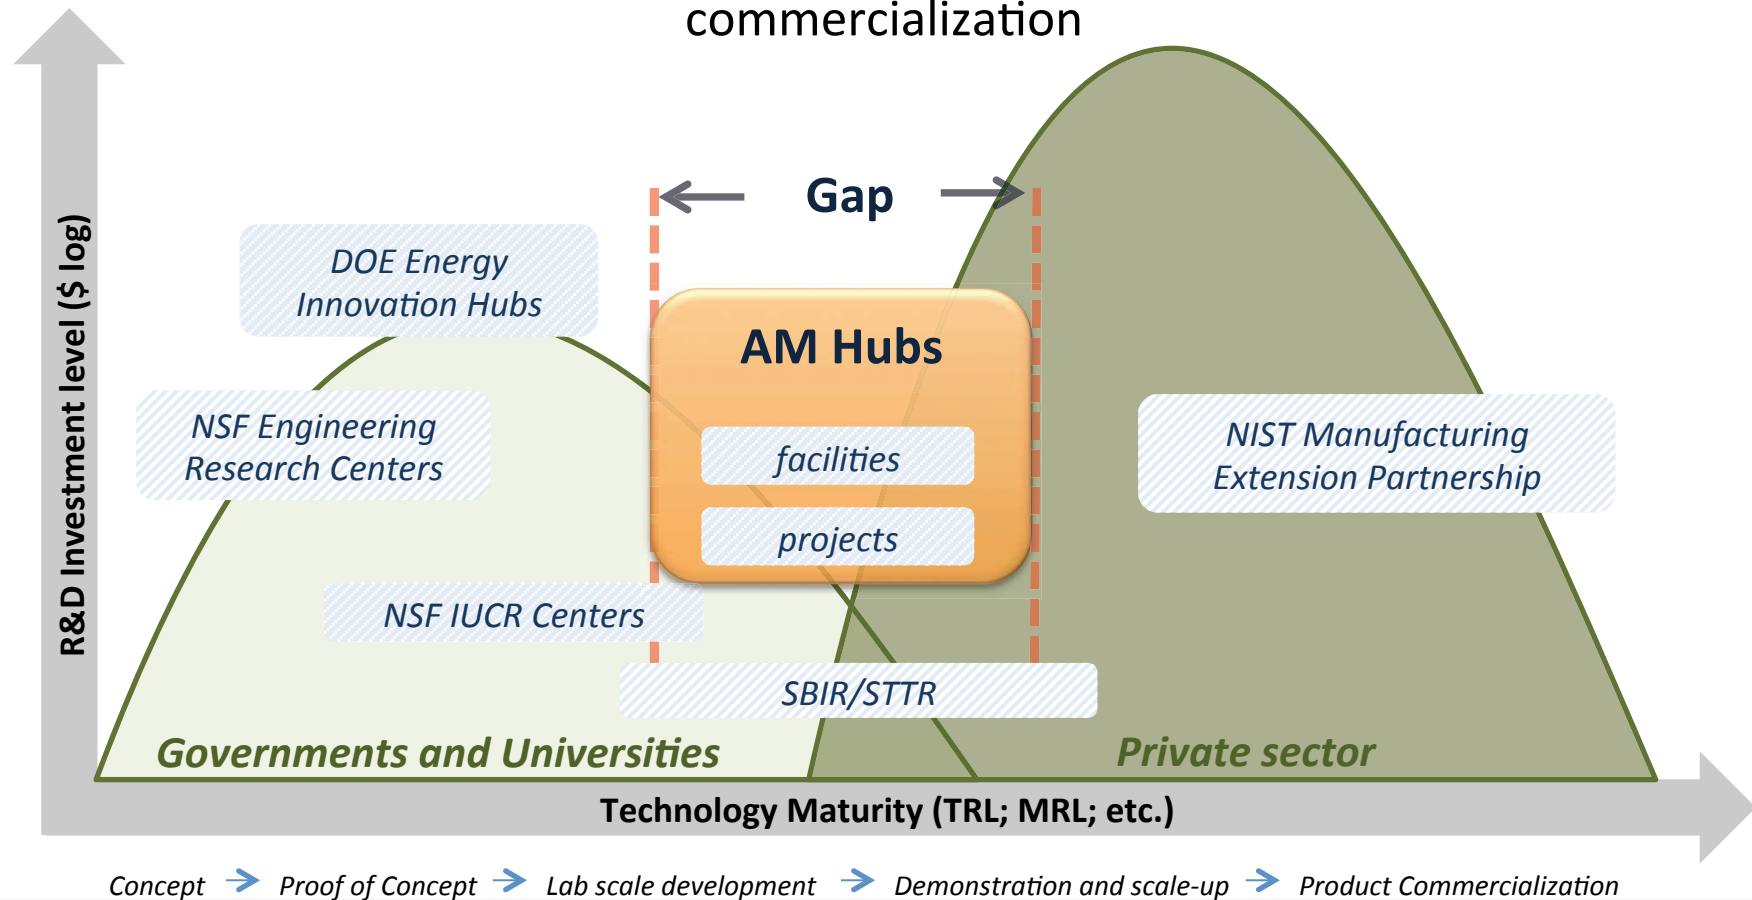 commercialization
Gap
DOE Energy
Innovation Hubs
AM Hubs
NSF Engineering
Research Centers
facilities
NIST Manufacturing
Extension Partnership
projects
NSF IUCR Centers
SBIR/STTR
Governments and Universities
Private sector
R&D Investment level ($ log)
Technology Maturity (TRL; MRL; etc.)
Concept → Proof of Concept → Lab scale development → Demonstration and scale-up → Product Commercialization